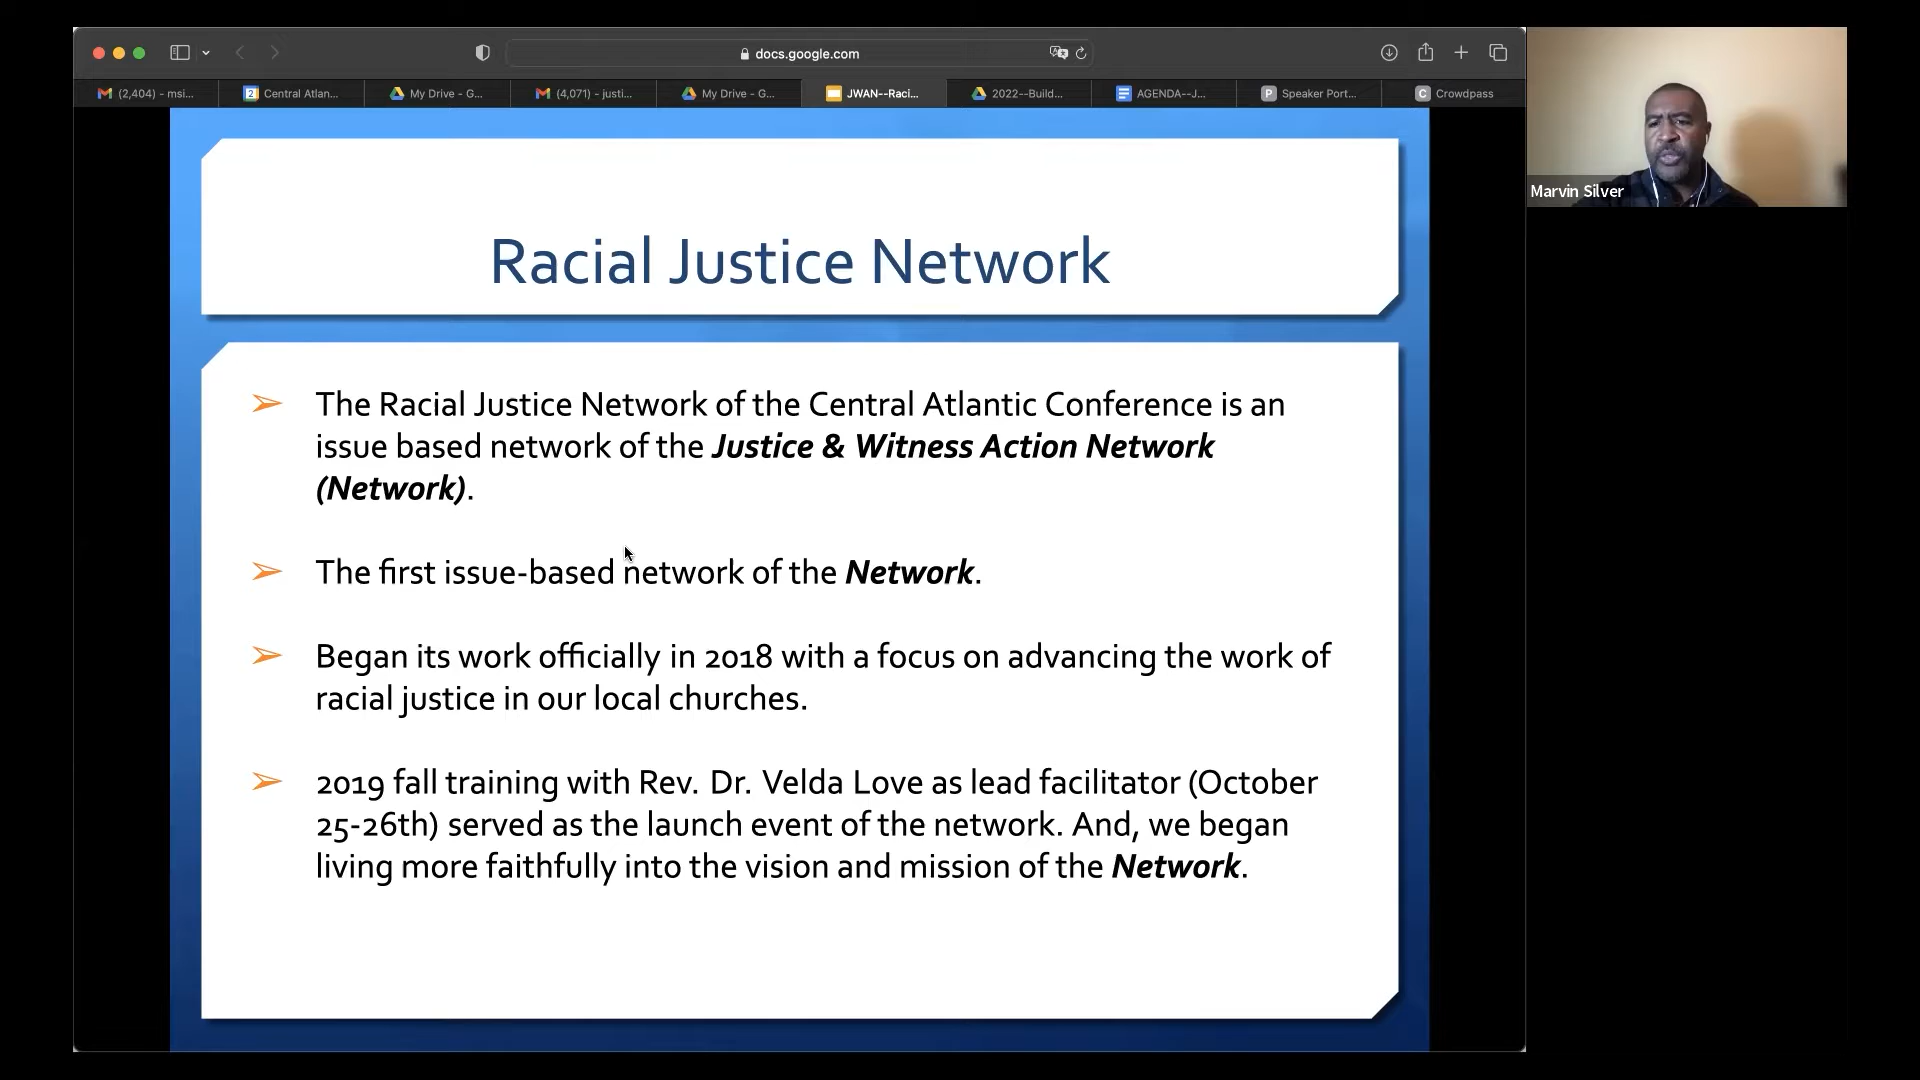 docs.google.com
(2,404) - msi...
2
Central Atlan...
My Drive - G...
(4,071) - justi...
My Drive - G...
JWAN--Raci...
2022--Build...
AGENDA--J...
P
Speaker Port...
C
Crowdpass
Marvin Silver
Racial Justice Network
The Racial Justice Network of the Central Atlantic Conference is an
issue based network of the Justice & Witness Action Network
(Network).
The first issue-based network of the Network.
Began its work officially in 2018 with a focus on advancing the work of
racial justice in our local churches.
2019 fall training with Rev. Dr. Velda Love as lead facilitator (October
25-26th) served as the launch event of the network. And, we began
living more faithfully into the vision and mission of the Network.